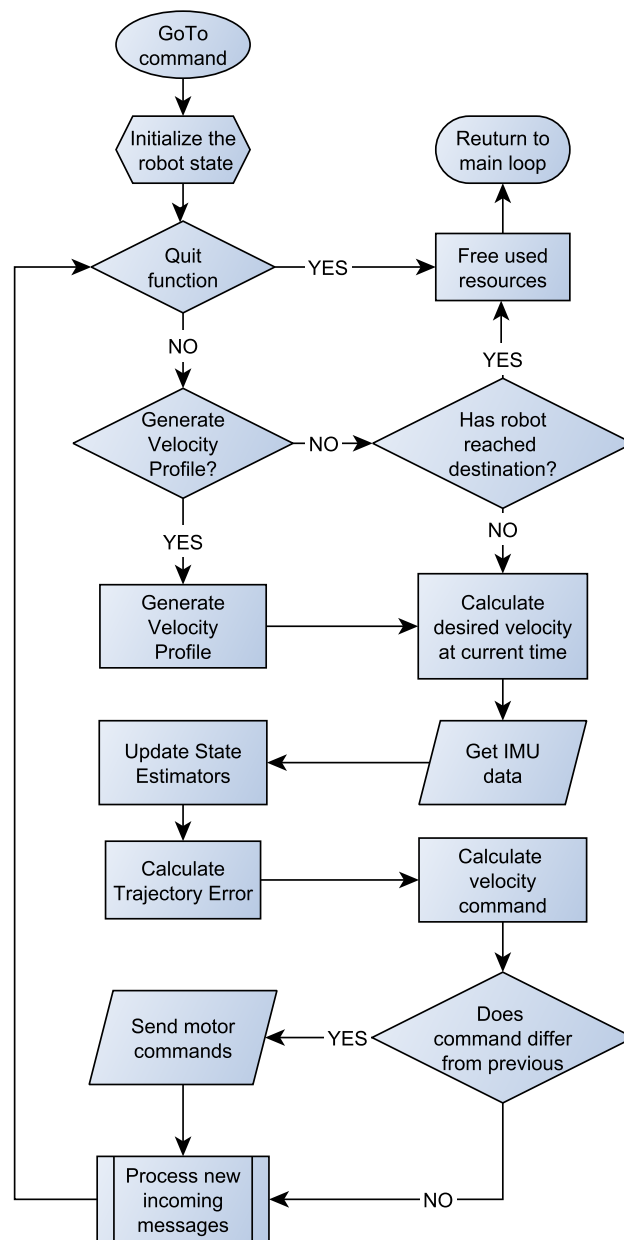 GoTo
command
Initialize the
robot state
Reuturn to
main loop
Quit
function
YES
Free used
resources
NO
YES
Generate
Velocity
Profile?
NO
Has robot
reached
destination?
YES
NO
Generate
Velocity
Profile
Calculate
desired velocity
at current time
Update State
Estimators
Get IMU
data
Calculate
Trajectory Error
Calculate
velocity
command
Send motor
commands
YES
Does
command differ
from previous
Process new
incoming
messages
NO